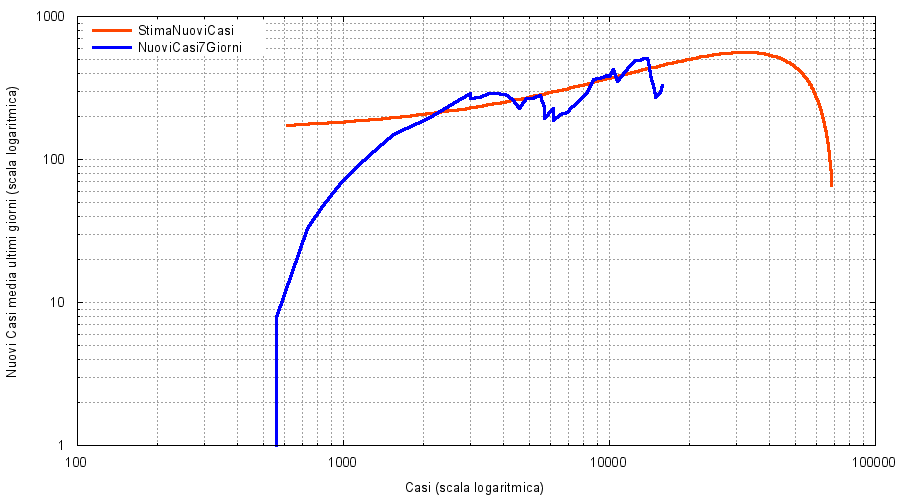 1000
StimaNuoviCasi
NuoviCasi7Giorni
100
10
1
Nuovi Casi media ultimi giorni (scala logaritmica)
100
1000
10000
100000
Casi (scala logaritmica)